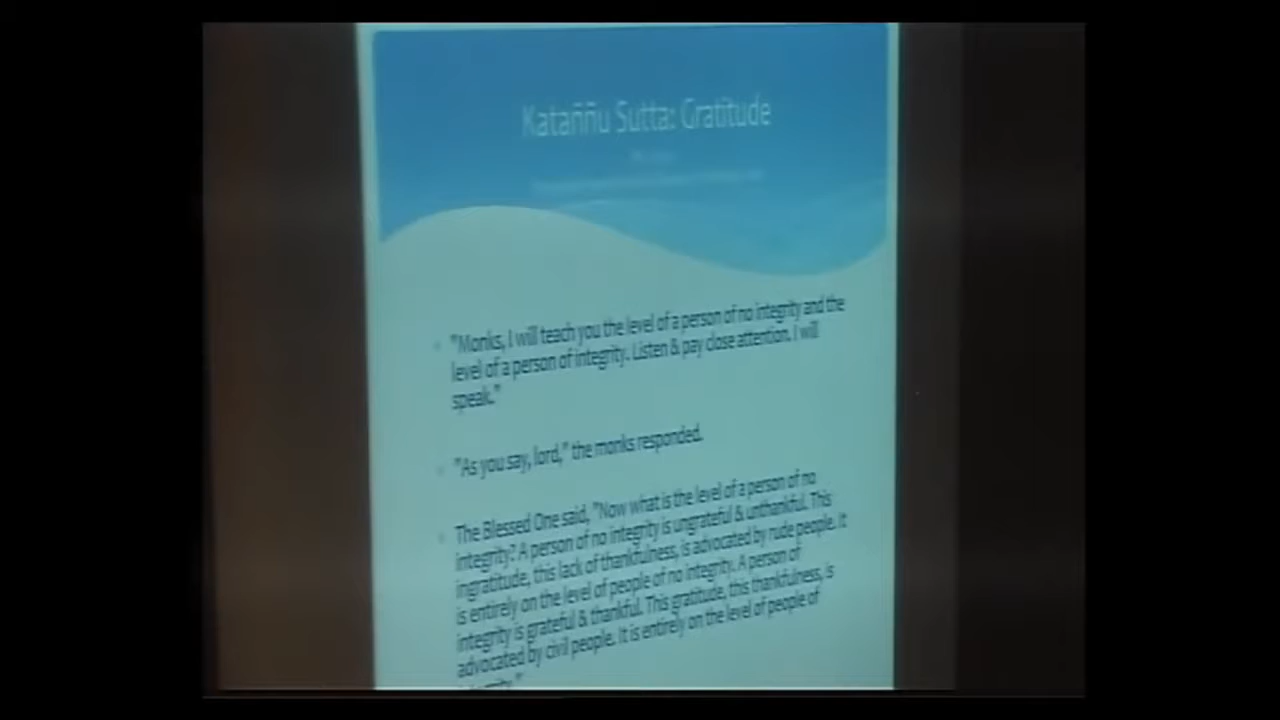 Kataññu Sutta: Gratitude
"Monks, I will teach you the level of a person of no integrity and the
level of a person of integrity. Listen & pay close attention. I will
speak."
"As you say, lord," the monks responded.
The Blessed One said, "Now what is the level of a person of no
integrity? A person of no integrity is ungrateful & unthankful. This
ingratitude, this lack of thankfulness, is advocated by rude people. It
is entirely on the level of people of no integrity. A person of
integrity is grateful & thankful. This gratitude, this thankfulness, is
advocated by civil people. It is entirely on the level of people of